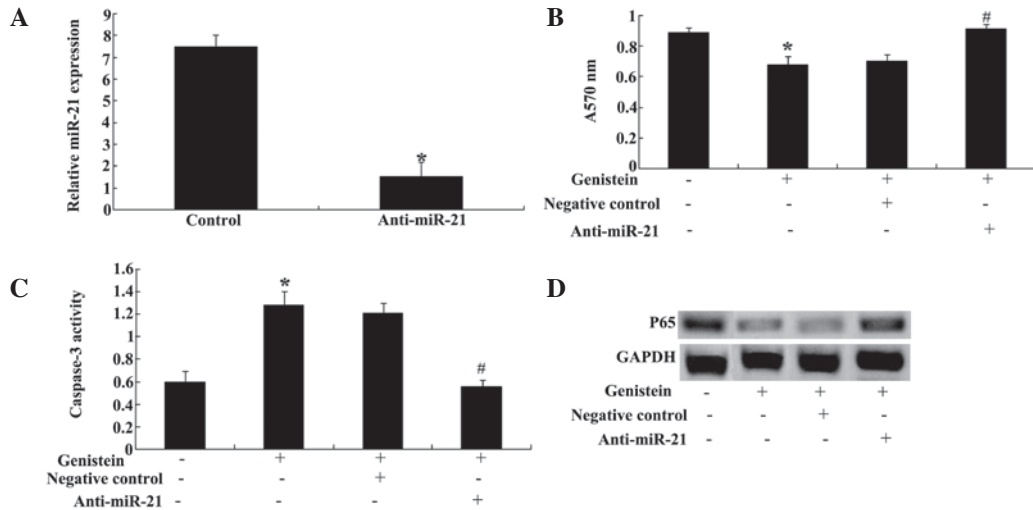 A
Relative miR-21 expression
9
8
7
6
5
4
3
2
1
0
*
Control
Anti-miR-21
B
A570 nm
1
0.8
0.6
0.4
0.2
0
*
#
Genistein - + + +
Negative control - - + -
Anti-miR-21 - - - +
C
Caspase-3 activity
1.6
1.4
1.2
1
0.6
0.6
0.4
0.2
0
*
#
Genistein - + + +
Negative control - - + -
Anti-miR-21 - - - +
D
P65
GAPDH
Genistein - + + +
Negative control - - + -
Anti-miR-21 - - - +